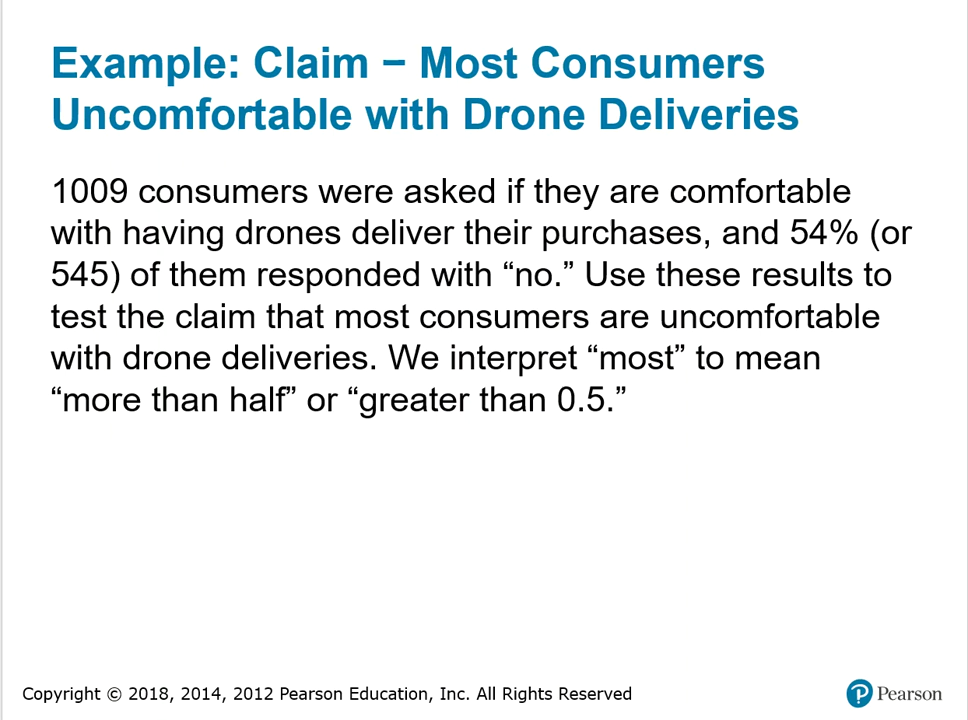 Example: Claim − Most Consumers
Uncomfortable with Drone Deliveries
1009 consumers were asked if they are comfortable
with having drones deliver their purchases, and 54% (or
545) of them responded with “no.” Use these results to
test the claim that most consumers are uncomfortable
with drone deliveries. We interpret “most” to mean
“more than half” or “greater than 0.5.”
Copyright © 2018, 2014, 2012 Pearson Education, Inc. All Rights Reserved
P Pearson